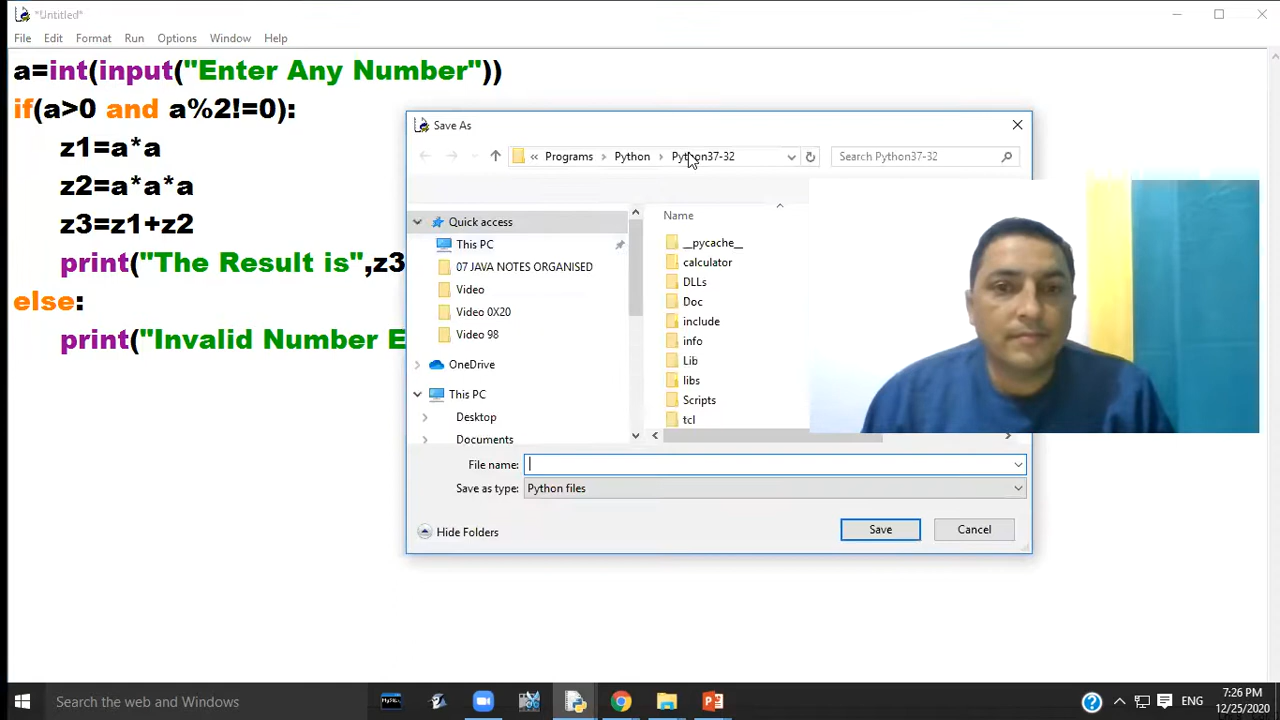 *Untitled*
File Edit Format Run Options Window Help
a=int(input("Enter Any Number"))
if(a>0 and a%2!=0):
z1=a*a
z2=a*a*a
z3=z1+z2
print("The Result is",z3
else:
print("Invalid Number E
Save As
« Programs › Python › Python37-32
Search Python37-32
Quick access
This PC
07 JAVA NOTES ORGANISED
Video
Video 0X20
Video 98
OneDrive
This PC
Desktop
Documents
Name
__pycache__
calculator
DLLs
Doc
include
info
Lib
libs
Scripts
tcl
File name:
Save as type: Python files
Hide Folders
Save
Cancel
Search the web and Windows
MySQL
ENG
7:26 PM
12/25/2020